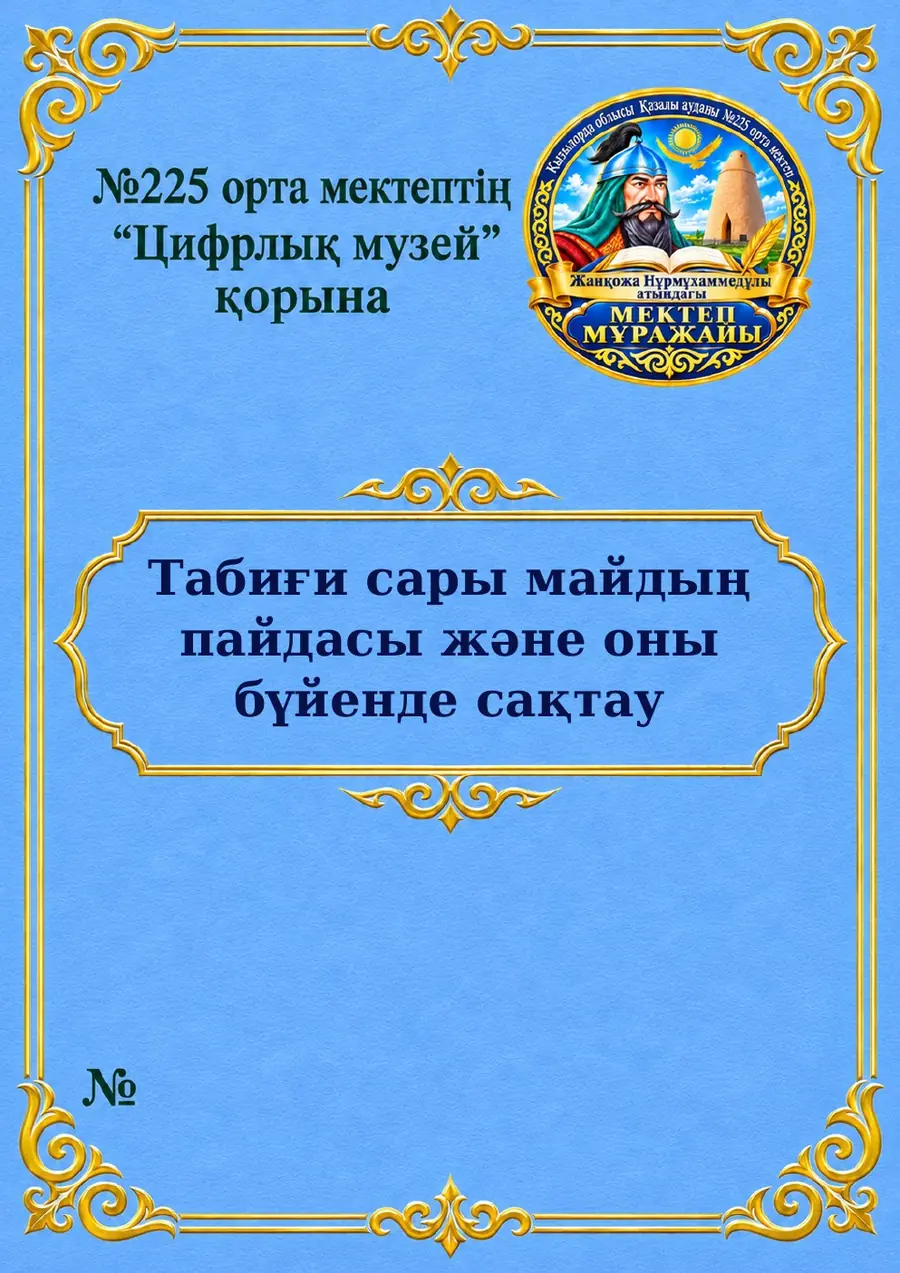 №225 орта мектептің
“Цифрлық музей”
қорына
Қызылорда облысы Қазалы ауданы №225 орта мектеп
Жанқожа Нұрмұхаммедұлы
атындағы
МЕКТЕП
МҰРАЖАЙЫ
Табиғи сары майдың
пайдасы және оны
бүйенде сақтау
№